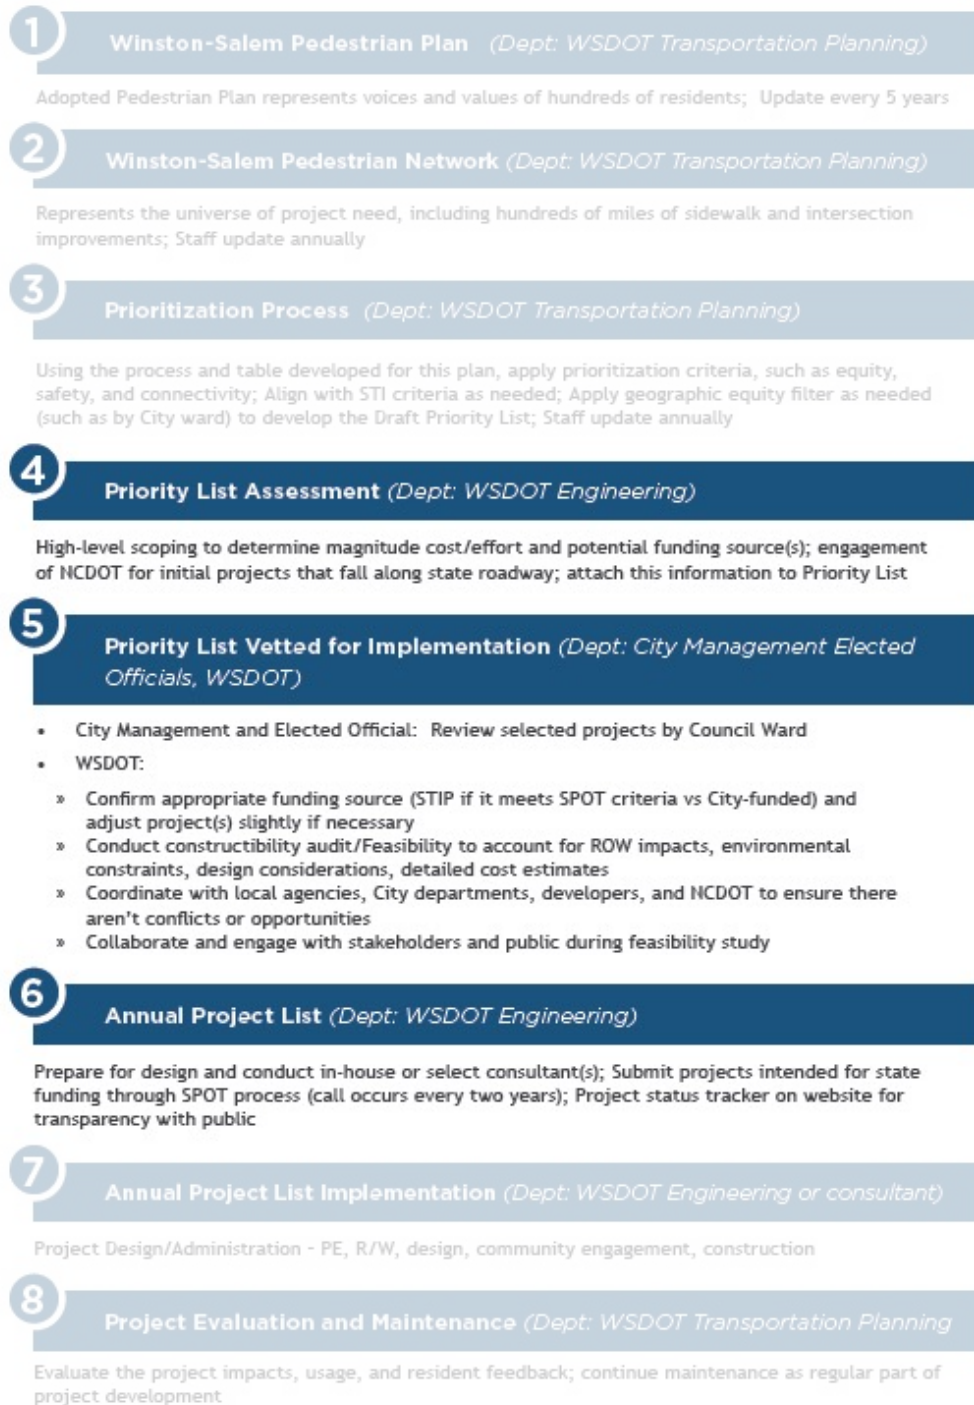 1
Winston-Salem Pedestrian Plan (Dept: WSDOT Transportation Planning)
Adopted Pedestrian Plan represents voices and values of hundreds of residents; Update every 5 years
2
Winston-Salem Pedestrian Network (Dept: WSDOT Transportation Planning)
Represents the universe of project need, including hundreds of miles of sidewalk and intersection
improvements; Staff update annually
3
Prioritization Process (Dept: WSDOT Transportation Planning)
Using the process and table developed for this plan, apply prioritization criteria, such as equity,
safety, and connectivity; Align with STI criteria as needed; Apply geographic equity filter as needed
(such as by City ward) to develop the Draft Priority List; Staff update annually
4
Priority List Assessment (Dept: WSDOT Engineering)
High-level scoping to determine magnitude cost/effort and potential funding source(s); engagement
of NCDOT for initial projects that fall along state roadway; attach this information to Priority List
5
Priority List Vetted for Implementation (Dept: City Management Elected
Officials, WSDOT)
• City Management and Elected Official: Review selected projects by Council Ward
• WSDOT:
» Confirm appropriate funding source (STIP if it meets SPOT criteria vs City-funded) and
adjust project(s) slightly if necessary
» Conduct constructibility audit/Feasibility to account for ROW impacts, environmental
constraints, design considerations, detailed cost estimates
» Coordinate with local agencies, City departments, developers, and NCDOT to ensure there
aren't conflicts or opportunities
» Collaborate and engage with stakeholders and public during feasibility study
6
Annual Project List (Dept: WSDOT Engineering)
Prepare for design and conduct in-house or select consultant(s); Submit projects intended for state
funding through SPOT process (call occurs every two years); Project status tracker on website for
transparency with public
7
Annual Project List Implementation (Dept: WSDOT Engineering or consultant)
Project Design/Administration - PE, R/W, design, community engagement, construction
8
Project Evaluation and Maintenance (Dept: WSDOT Transportation Planning
Evaluate the project impacts, usage, and resident feedback; continue maintenance as regular part of
project development